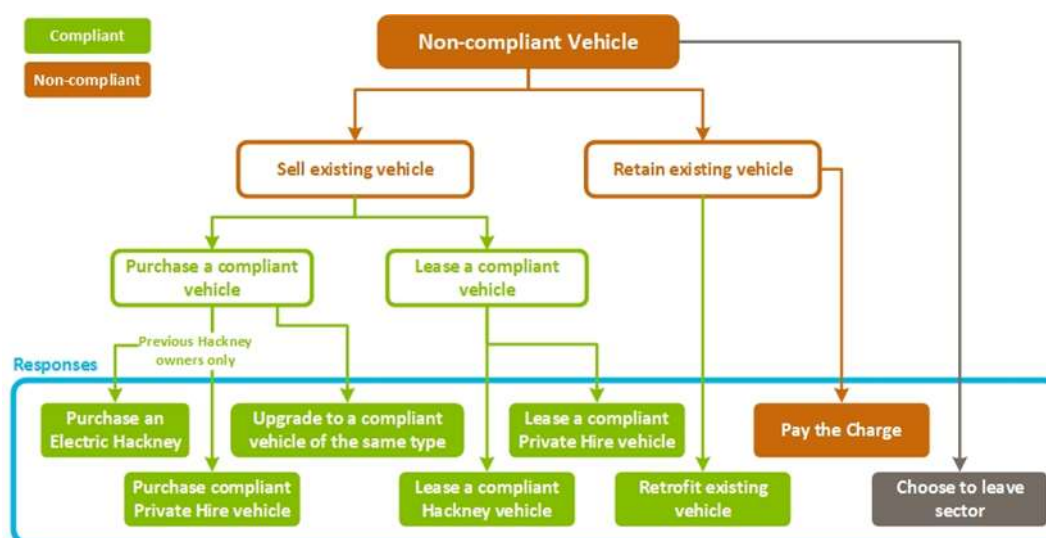 Compliant
Non-compliant
Non-compliant Vehicle
Sell existing vehicle
Retain existing vehicle
Purchase a compliant
vehicle
Lease a compliant
vehicle
Previous Hackney
owners only
Responses
Purchase an
Electric Hackney
Upgrade to a compliant
vehicle of the same type
Lease a compliant
Private Hire vehicle
Pay the Charge
Purchase compliant
Private Hire vehicle
Lease a compliant
Hackney vehicle
Retrofit existing
vehicle
Choose to leave
sector